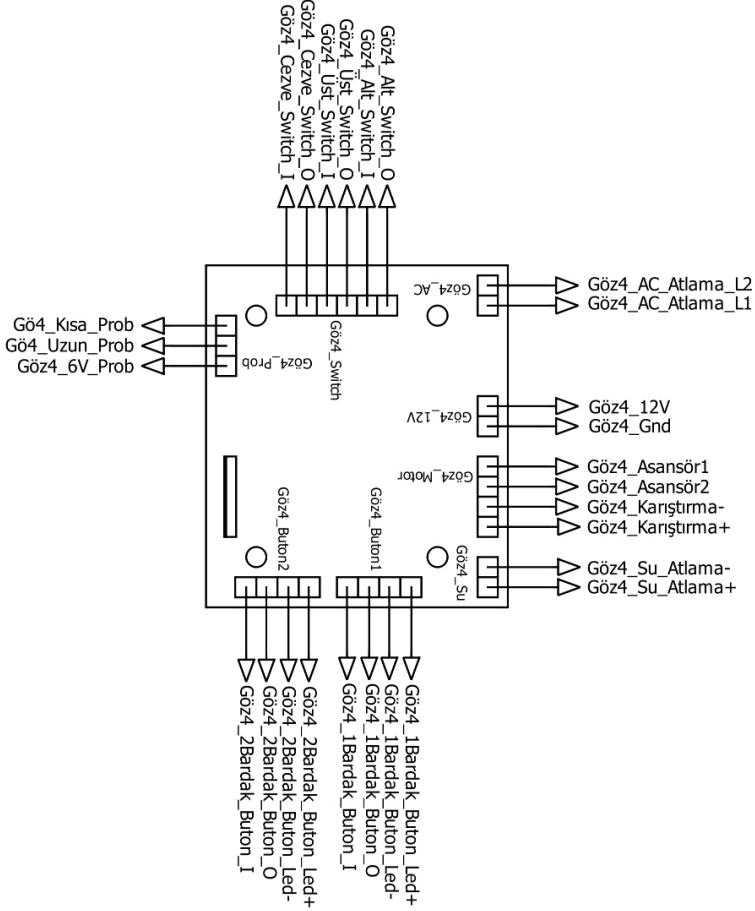 Göz4_Cezve_Switch_I
Göz4_Cezve_Switch_O
Göz4_Üst_Switch_I
Göz4_Üst_Switch_O
Göz4_Alt_Switch_I
Göz4_Alt_Switch_O
Göz4_AC
Göz4_AC_Atlama_L2
Göz4_AC_Atlama_L1
Gö4_Kısa_Prob
Gö4_Uzun_Prob
Göz4_6V_Prob
Göz4_Prob
Göz4_Switch
Göz4_12V
Göz4_12V
Göz4_Gnd
Göz4_Motor
Göz4_Asansör1
Göz4_Asansör2
Göz4_Karıştırma-
Göz4_Karıştırma+
Göz4_Buton2
Göz4_Buton1
Göz4_Su
Göz4_Su_Atlama-
Göz4_Su_Atlama+
Göz4_2Bardak_Buton_I
Göz4_2Bardak_Buton_O
Göz4_2Bardak_Buton_Led-
Göz4_2Bardak_Buton_Led+
Göz4_1Bardak_Buton_I
Göz4_1Bardak_Buton_O
Göz4_1Bardak_Buton_Led-
Göz4_1Bardak_Buton_Led+